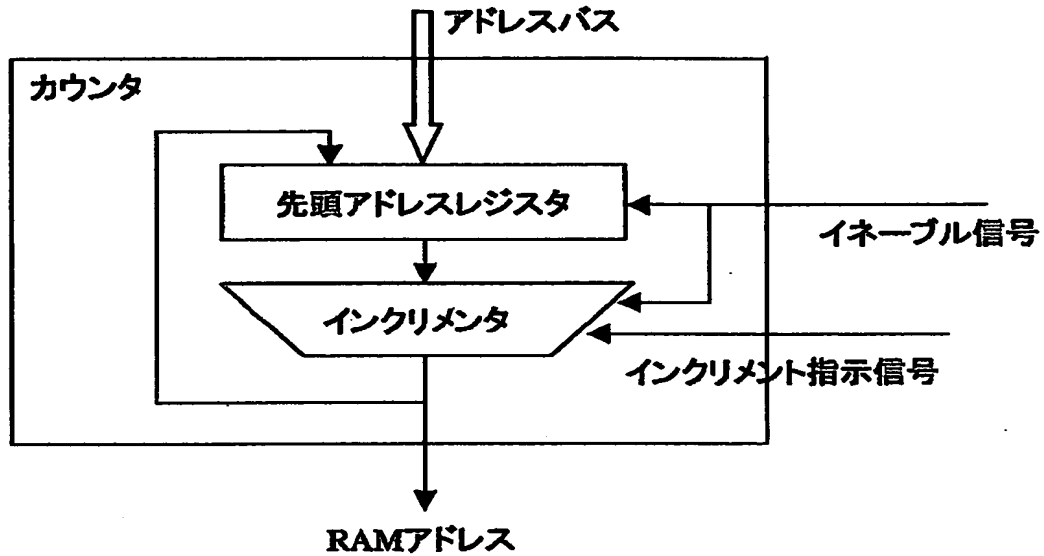 アドレスバス
カウンタ
先頭アドレスレジスタ
イネーブル信号
インクリメンタ
インクリメント指示信号
RAMアドレス